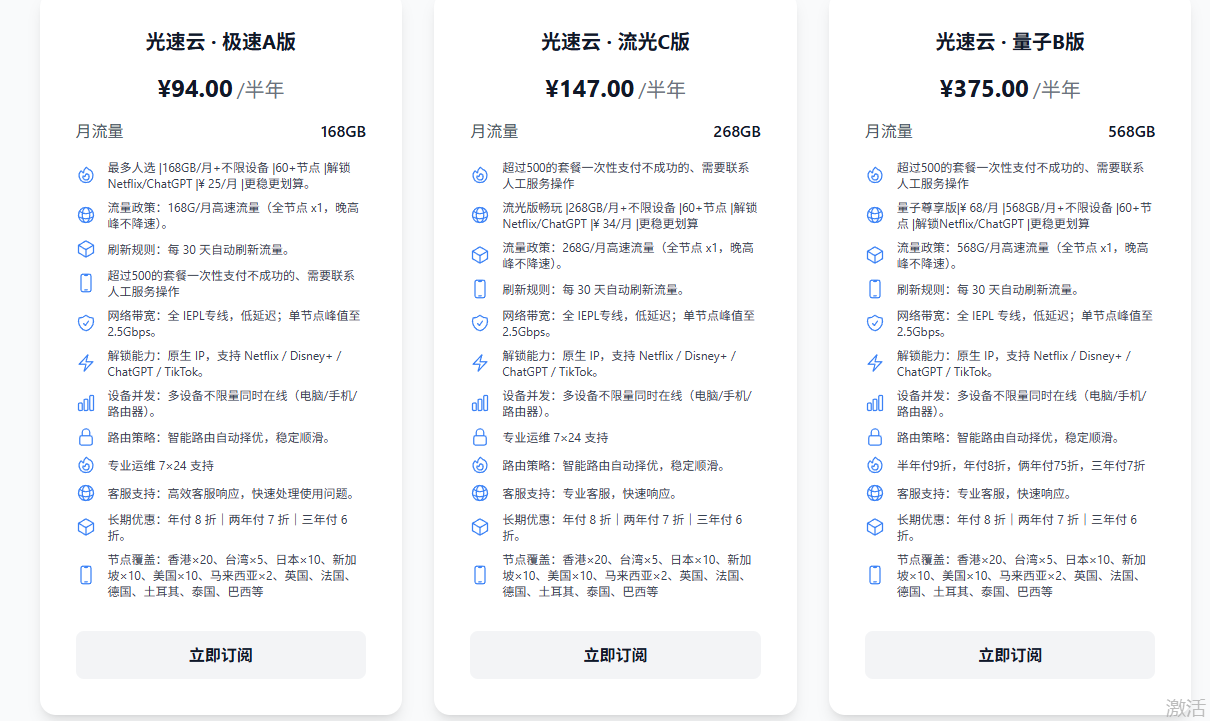 光速云 · 极速A版
¥94.00 /半年
月流量 168GB
最多人选 |168GB/月+不限设备 |60+节点 |解锁
Netflix/ChatGPT |¥ 25/月 |更稳更划算。
流量政策：168G/月高速流量（全节点 x1，晚高
峰不降速）。
刷新规则：每 30 天自动刷新流量。
超过500的套餐一次性支付不成功的、需要联系
人工服务操作
网络带宽：全 IEPL专线，低延迟；单节点峰值至
2.5Gbps。
解锁能力：原生 IP，支持 Netflix / Disney+ /
ChatGPT / TikTok。
设备并发：多设备不限量同时在线（电脑/手机/
路由器）。
路由策略：智能路由自动择优，稳定顺滑。
专业运维 7×24 支持
客服支持：高效客服响应，快速处理使用问题。
长期优惠：年付 8 折｜两年付 7 折｜三年付 6
折。
节点覆盖：香港×20、台湾×5、日本×10、新加
坡×10、美国×10、马来西亚×2、英国、法国、
德国、土耳其、泰国、巴西等
立即订阅
光速云 · 流光C版
¥147.00 /半年
月流量 268GB
超过500的套餐一次性支付不成功的、需要联系
人工服务操作
流光版畅玩 |268GB/月+不限设备 |60+节点 |解锁
Netflix/ChatGPT |¥ 34/月 |更稳更划算
流量政策：268G/月高速流量（全节点 x1，晚高
峰不降速）。
刷新规则：每 30 天自动刷新流量。
网络带宽：全 IEPL专线，低延迟；单节点峰值至
2.5Gbps。
解锁能力：原生 IP，支持 Netflix / Disney+ /
ChatGPT / TikTok。
设备并发：多设备不限量同时在线（电脑/手机/
路由器）。
专业运维 7×24 支持
路由策略：智能路由自动择优，稳定顺滑。
客服支持：专业客服，快速响应。
长期优惠：年付 8 折｜两年付 7 折｜三年付 6
折。
节点覆盖：香港×20、台湾×5、日本×10、新加
坡×10、美国×10、马来西亚×2、英国、法国、
德国、土耳其、泰国、巴西等
立即订阅
光速云 · 量子B版
¥375.00 /半年
月流量 568GB
超过500的套餐一次性支付不成功的、需要联系
人工服务操作
量子尊享版|¥ 68/月 |568GB/月+不限设备 |60+节
点 |解锁Netflix/ChatGPT |更稳更划算
流量政策：568G/月高速流量（全节点 x1，晚高
峰不降速）。
刷新规则：每 30 天自动刷新流量。
网络带宽：全 IEPL 专线，低延迟；单节点峰值至
2.5Gbps。
解锁能力：原生 IP，支持 Netflix / Disney+ /
ChatGPT / TikTok。
设备并发：多设备不限量同时在线（电脑/手机/
路由器）。
路由策略：智能路由自动择优，稳定顺滑。
半年付9折，年付8折，俩年付75折，三年付7折
客服支持：专业客服，快速响应。
长期优惠：年付 8 折｜两年付 7 折｜三年付 6
折。
节点覆盖：香港×20、台湾×5、日本×10、新加
坡×10、美国×10、马来西亚×2、英国、法国、
德国、土耳其、泰国、巴西等
立即订阅
激活